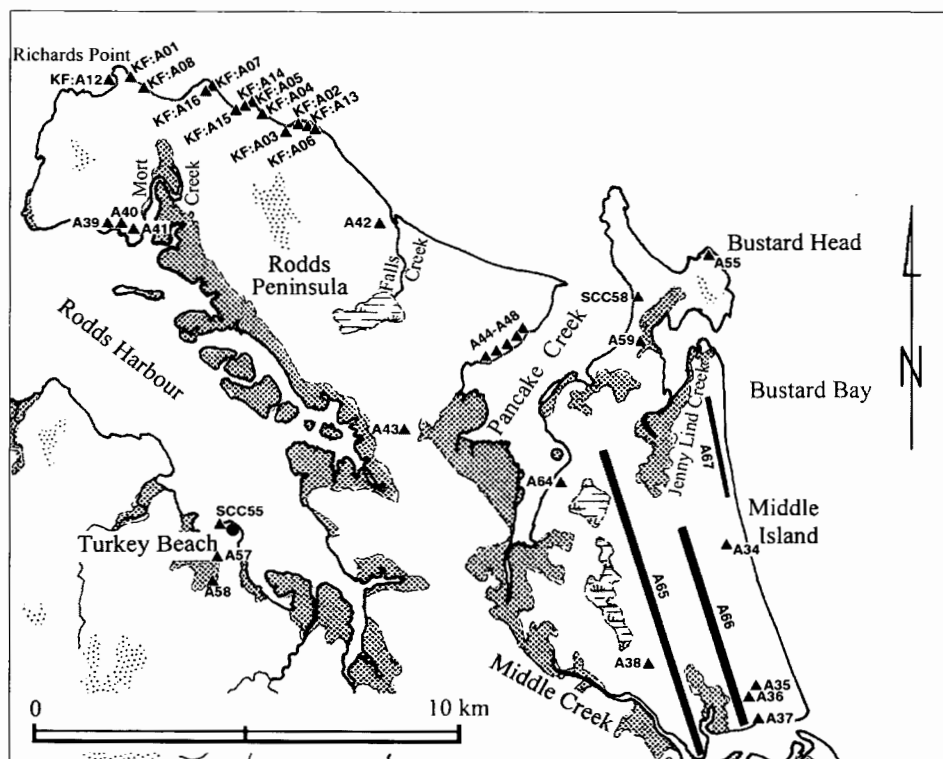 Richards Point
KF:A01
KF:A12
KF:A08
KF:A07
KF:A16
KF:A14
KF:A05
KF:A15
KF:A04
KF:A02
KF:A13
KF:A03
KF:A06
Mort
Creek
A39
A40
A41
A42
Rodds
Peninsula
Falls
Creek
Rodds Harbour
Bustard Head
A55
SCC58
A59
A44-A48
Pancake Creek
Bustard Bay
Jenny Lind Creek
A67
N
A43
A64
SCC55
Turkey Beach
A57
A58
Middle
Island
A34
A65
A66
A38
A35
A36
A37
Middle Creek
0
10 km